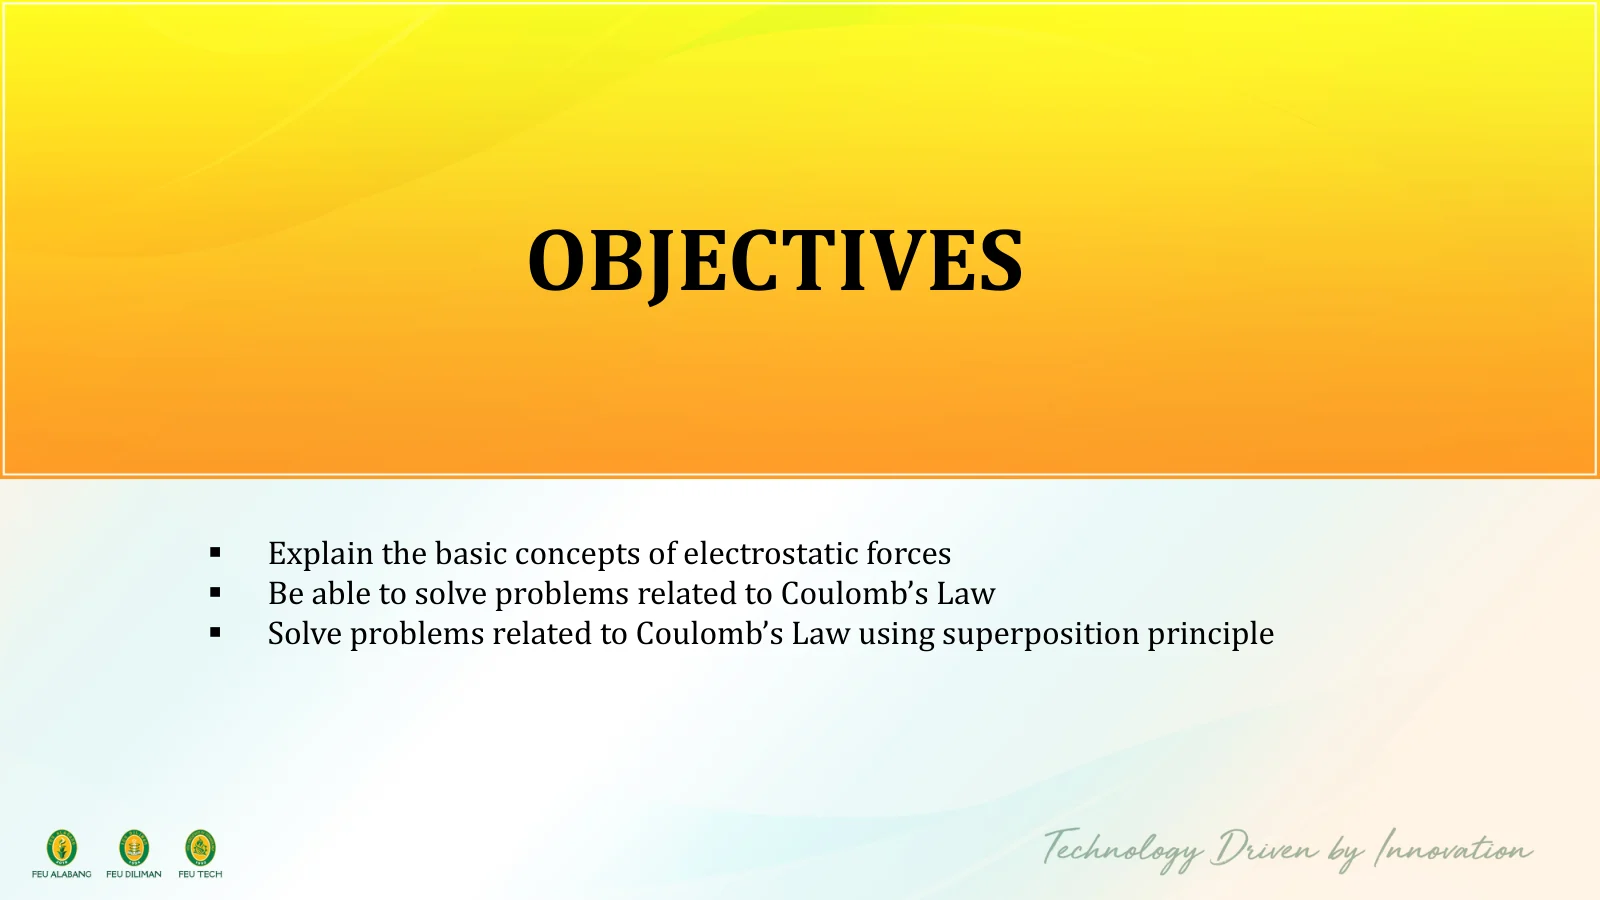 OBJECTIVES
▪ Explain the basic concepts of electrostatic forces
▪ Be able to solve problems related to Coulomb’s Law
▪ Solve problems related to Coulomb’s Law using superposition principle
FEU ALABANG FEU DILIMAN FEU TECH
Technology Driven by Innovation